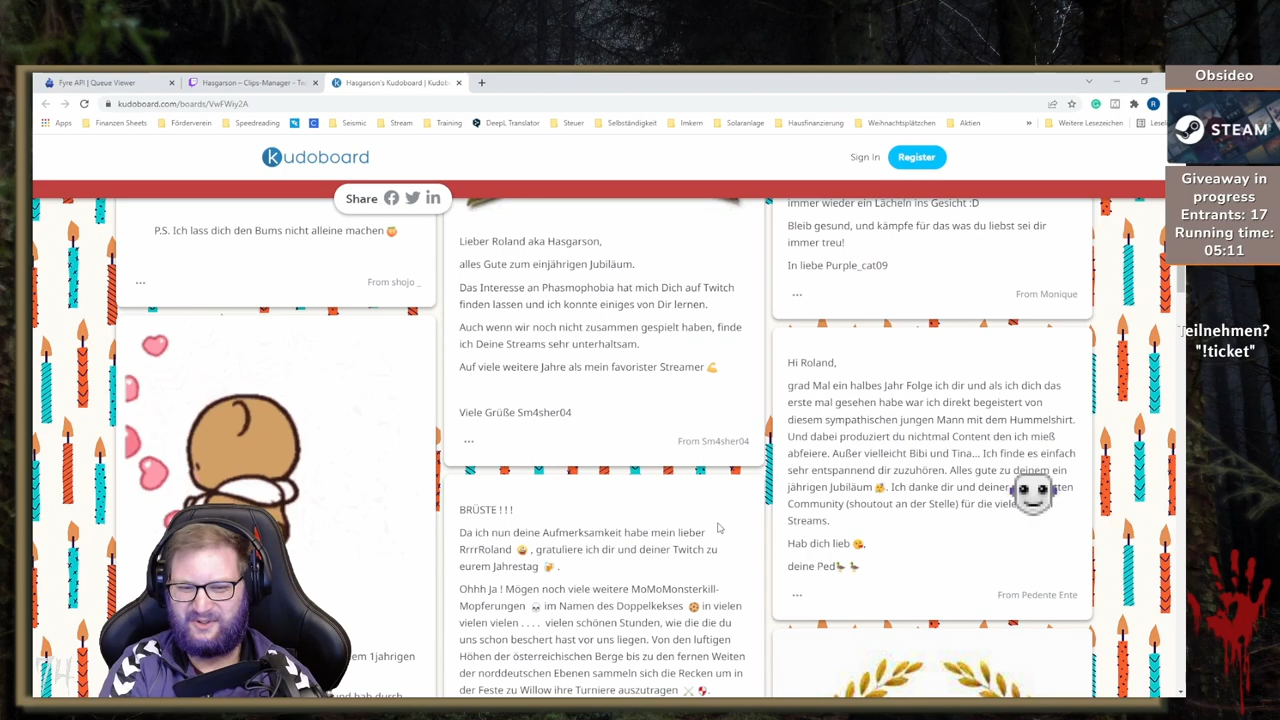 Fyre API | Queue Viewer
Hasgarson – Clips-Manager - Tw
Hasgarson's Kudoboard | Kudob
kudoboard.com/boards/VwFWiy2A
Apps
Finanzen Sheets
Förderverein
Speedreading
Seismic
Stream
Training
DeepL Translator
Steuer
Selbständigkeit
Imkern
Solaranlage
Hausfinanzierung
Weihnachtsplätzchen
Aktien
»
Weitere Lesezeichen
kudoboard
Sign In
Register
Share
P.S. Ich lass dich den Bums nicht alleine machen
From shojo _
em 1jährigen
Lieber Roland aka Hasgarson,
alles Gute zum einjährigen Jubiläum.
Das Interesse an Phasmophobia hat mich Dich auf Twitch
finden lassen und ich konnte einiges von Dir lernen.
Auch wenn wir noch nicht zusammen gespielt haben, finde
ich Deine Streams sehr unterhaltsam.
Auf viele weitere Jahre als mein favorister Streamer 💪
Viele Grüße Sm4sher04
From Sm4sher04
BRÜSTE ! ! !
Da ich nun deine Aufmerksamkeit habe mein lieber
RrrrRoland 😄 , gratuliere ich dir und deiner Twitch zu
eurem Jahrestag 🍺 .
Ohhh Ja ! Mögen noch viele weitere MoMoMonsterkill-
Mopferungen ☠ im Namen des Doppelkekses 🍪 in vielen
vielen vielen . . . . vielen schönen Stunden, wie die die du
uns schon beschert hast vor uns liegen. Von den luftigen
Höhen der österreichischen Berge bis zu den fernen Weiten
der norddeutschen Ebenen sammeln sich die Recken um in
der Feste zu Willow ihre Turniere auszutragen ⚔
immer wieder ein Lächeln ins Gesicht :D
Bleib gesund, und kämpfe für das was du liebst sei dir
immer treu!
In liebe Purple_cat09
From Monique
Hi Roland,
grad Mal ein halbes Jahr Folge ich dir und als ich dich das
erste mal gesehen habe war ich direkt begeistert von
diesem sympathischen jungen Mann mit dem Hummelshirt.
Und dabei produziert du nichtmal Content den ich mieß
abfeiere. Außer vielleicht Bibi und Tina... Ich finde es einfach
sehr entspannend dir zuzuhören. Alles gute zu deinem ein
jährigen Jubiläum 🥳. Ich danke dir und deiner
Community (shoutout an der Stelle) für die
Streams.
Hab dich lieb 😘,
deine Ped🦆 🦆
From Pedente Ente
Obsideo
STEAM
Giveaway in
progress
Entrants: 17
Running time:
05:11
Teilnehmen?
"!ticket"